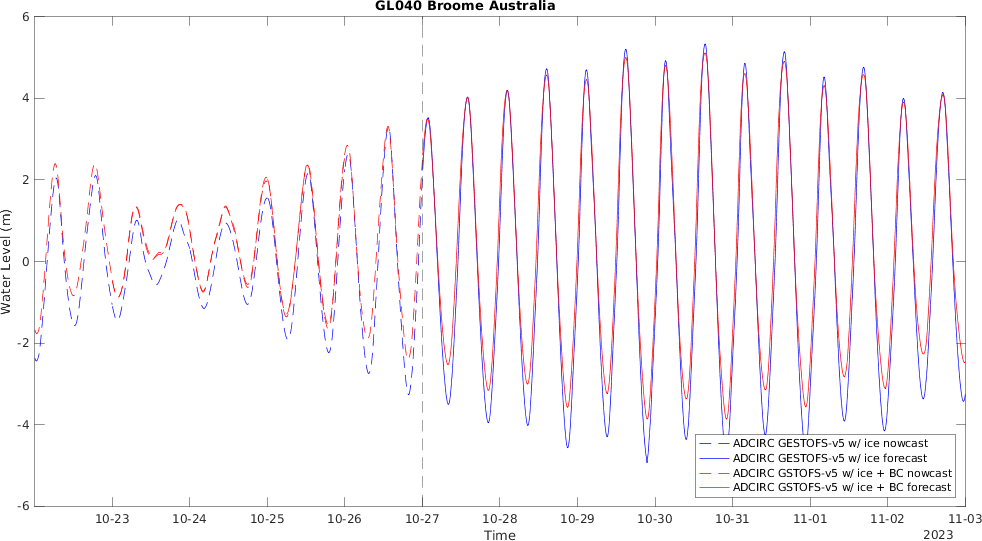 GL040 Broome Australia
6
4
2
0
-2
-4
-6
Water Level (m)
10-23 10-24 10-25 10-26 10-27 10-28 10-29 10-30 10-31 11-01 11-02 11-03
Time
2023
ADCIRC GESTOFS-v5 w/ ice nowcast
ADCIRC GESTOFS-v5 w/ ice forecast
ADCIRC GSTOFS-v5 w/ ice + BC nowcast
ADCIRC GSTOFS-v5 w/ ice + BC forecast